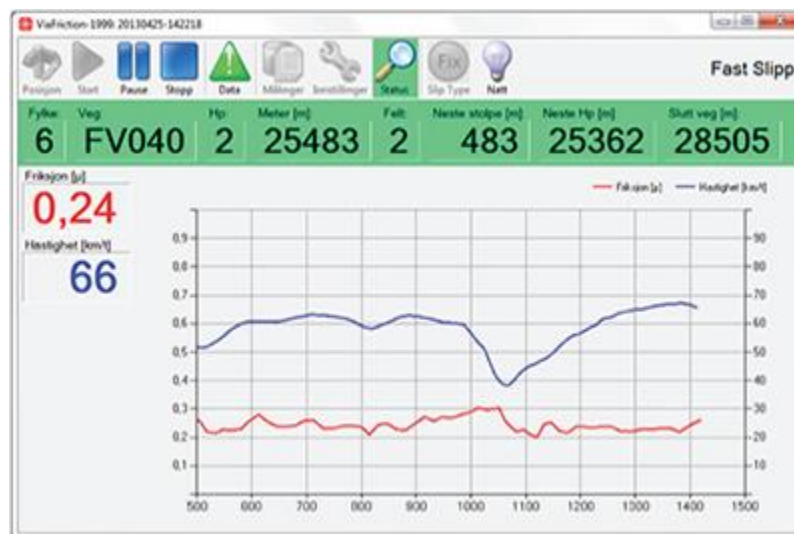 ViaFriction-1999: 20130425-142218
Posisjon Start Pause Stopp Data Målinger Innstillinger Status Slip Type Natt
Fix
Fast Slipp
Fylke: Veg: Hp: Meter [m]: Felt: Neste stolpe [m]: Neste Hp [m]: Slutt veg [m]:
6 FV040 2 25483 2 483 25362 28505
Friksjon [µ]
0,24
Hastighet [km/t]
66
Friksjon [µ] Hastighet [km/t]
0,9 90
0,8 80
0,7 70
0,6 60
0,5 50
0,4 40
0,3 30
0,2 20
0,1 10
500 600 700 800 900 1000 1100 1200 1300 1400 1500